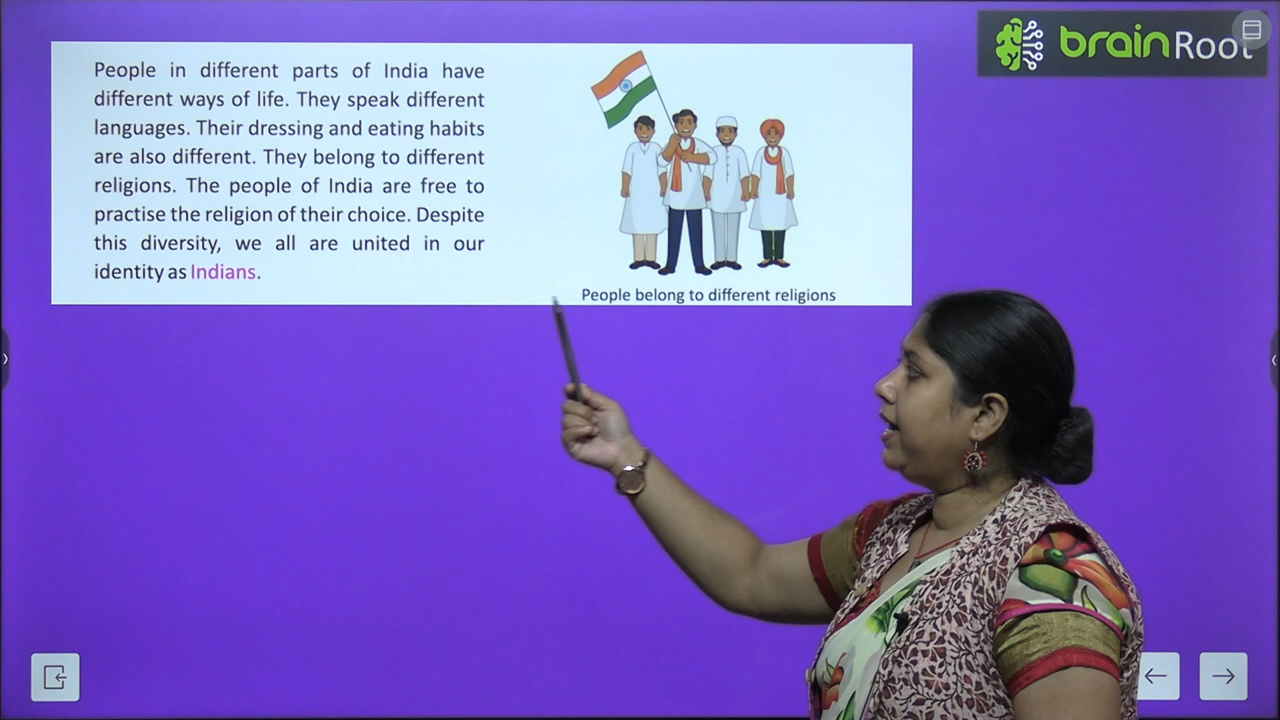 brainRoot
People in different parts of India have
different ways of life. They speak different
languages. Their dressing and eating habits
are also different. They belong to different
religions. The people of India are free to
practise the religion of their choice. Despite
this diversity, we all are united in our
identity as Indians.
People belong to different religions